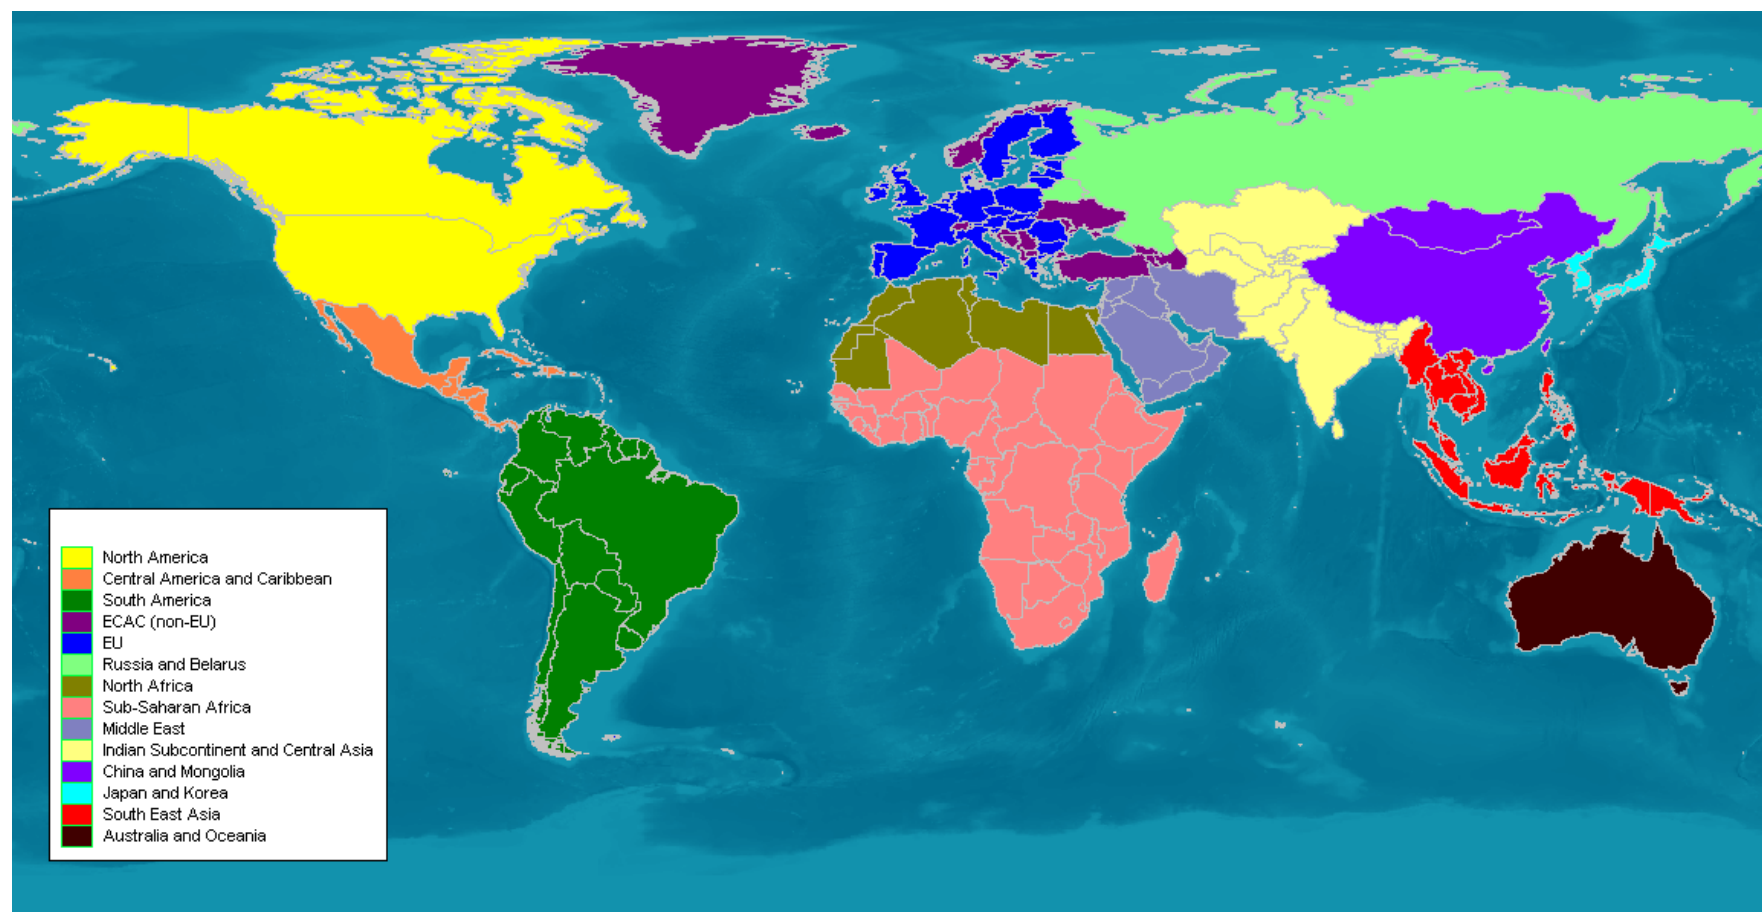 North America
Central America and Caribbean
South America
ECAC (non-EU)
EU
Russia and Belarus
North Africa
Sub-Saharan Africa
Middle East
Indian Subcontinent and Central Asia
China and Mongolia
Japan and Korea
South East Asia
Australia and Oceania